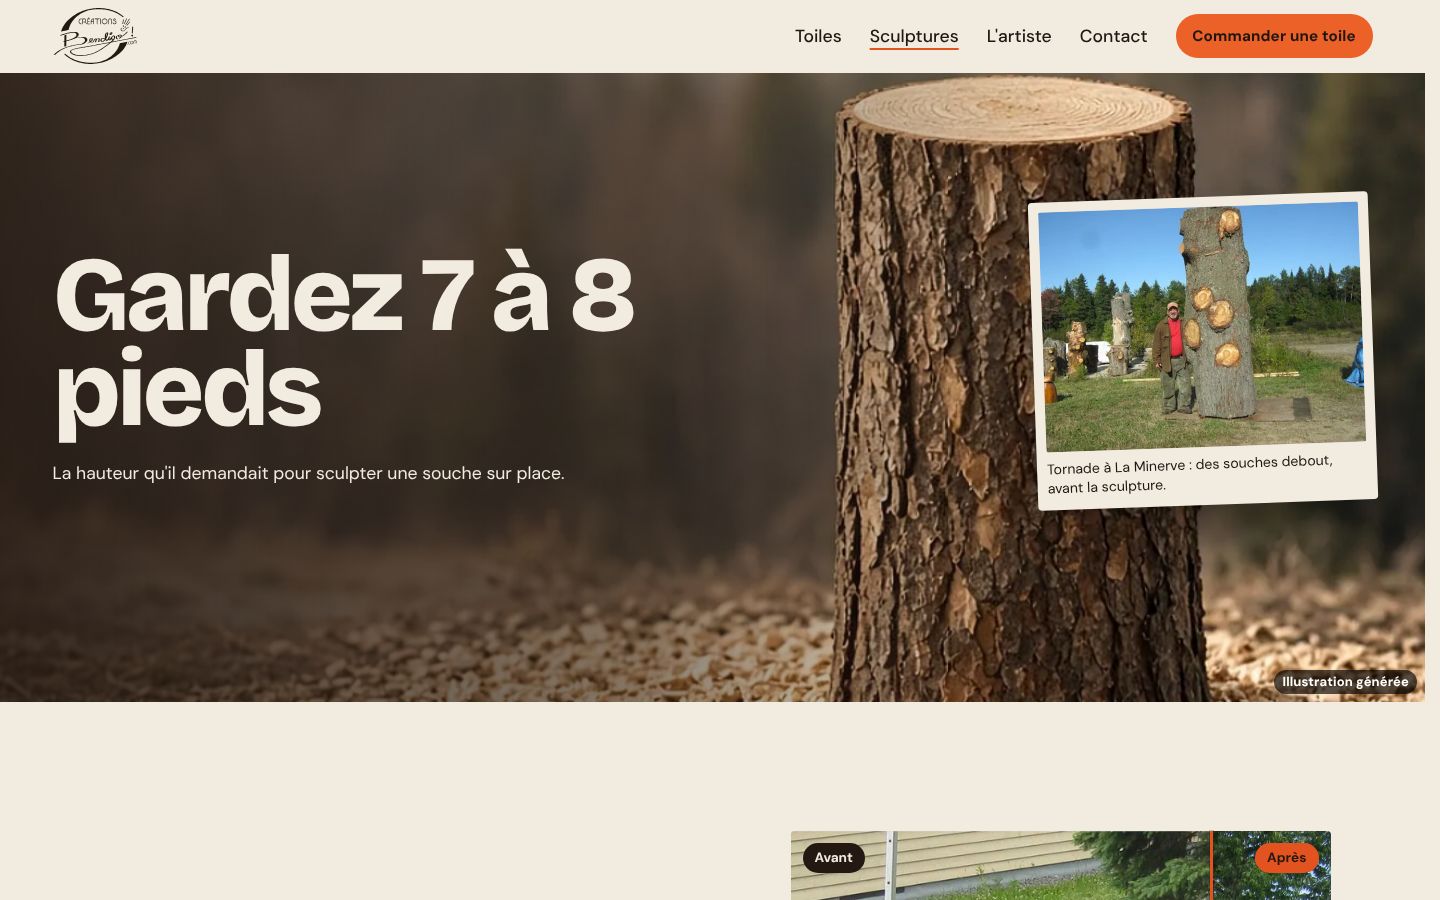 CRÉATIONS
Bendigo!
.com
Toiles
Sculptures
L'artiste
Contact
Commander une toile
Gardez 7 à 8
pieds
La hauteur qu'il demandait pour sculpter une souche sur place.
Tornade à La Minerve : des souches debout,
avant la sculpture.
Illustration générée
Avant
Après